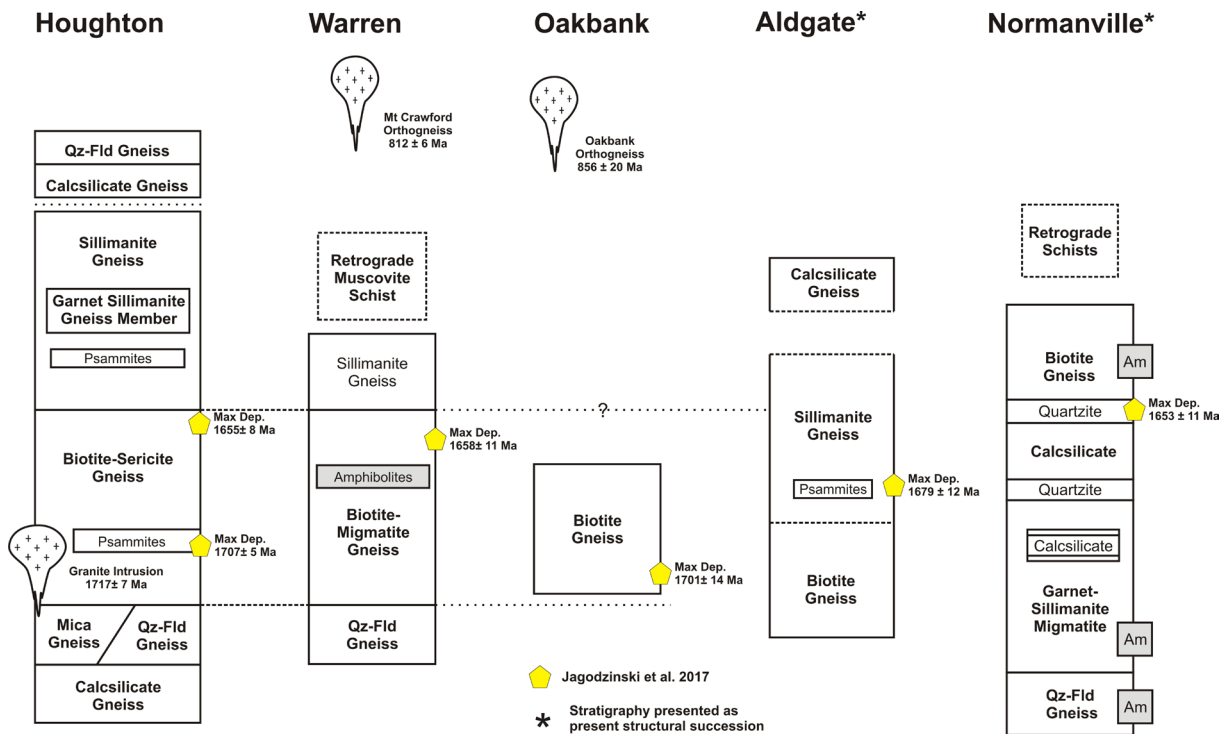 Houghton
Warren
Oakbank
Aldgate*
Normanville*
Qz-Fld Gneiss
Calcsilicate Gneiss
Sillimanite
Gneiss
Garnet Sillimanite
Gneiss Member
Psammites
Max Dep.
1655± 8 Ma
Biotite-Sericite
Gneiss
Psammites
Max Dep.
1707± 5 Ma
Granite Intrusion
1717± 7 Ma
Mica
Gneiss
Qz-Fld
Gneiss
Calcsilicate
Gneiss
Mt Crawford
Orthogneiss
812 ± 6 Ma
Retrograde
Muscovite
Schist
Sillimanite
Gneiss
Max Dep.
1658± 11 Ma
Amphibolites
Biotite-
Migmatite
Gneiss
Qz-Fld
Gneiss
Oakbank
Orthogneiss
856 ± 20 Ma
?
Biotite
Gneiss
Max Dep.
1701± 14 Ma
Calcsilicate
Gneiss
Sillimanite
Gneiss
Psammites
Max Dep.
1679 ± 12 Ma
Biotite
Gneiss
Retrograde
Schists
Biotite
Gneiss
Am
Quartzite
Max Dep.
1653 ± 11 Ma
Calcsilicate
Quartzite
Calcsilicate
Garnet-
Sillimanite
Migmatite
Am
Qz-Fld
Gneiss
Am
Jagodzinski et al. 2017
* Stratigraphy presented as
present structural succession